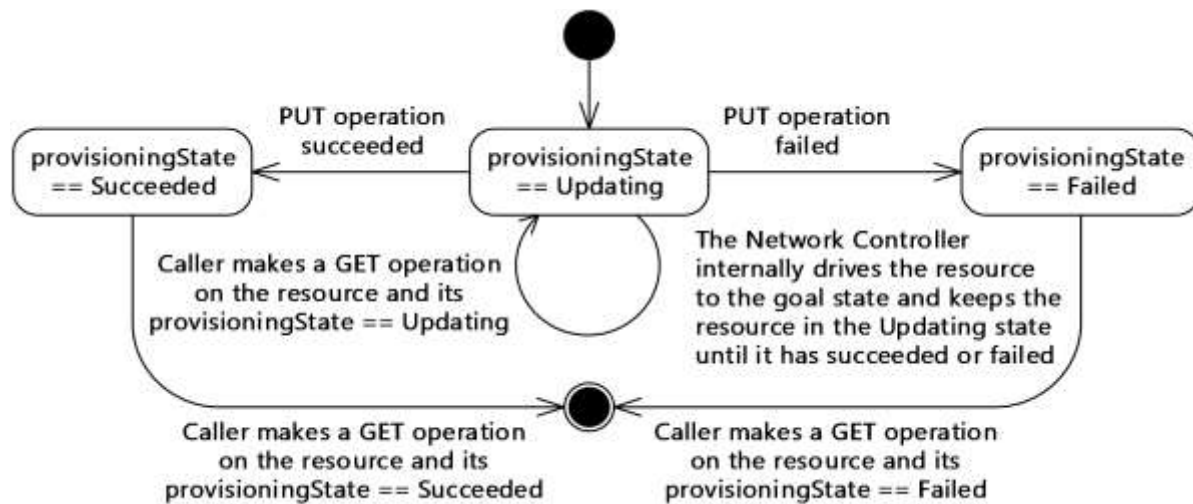 PUT operation
succeeded
PUT operation
failed
provisioningState
== Succeeded
provisioningState
== Updating
provisioningState
== Failed
Caller makes a GET operation
on the resource and its
provisioningState == Updating
The Network Controller
internally drives the resource
to the goal state and keeps the
resource in the Updating state
until it has succeeded or failed
Caller makes a GET operation
on the resource and its
provisioningState == Succeeded
Caller makes a GET operation
on the resource and its
provisioningState == Failed